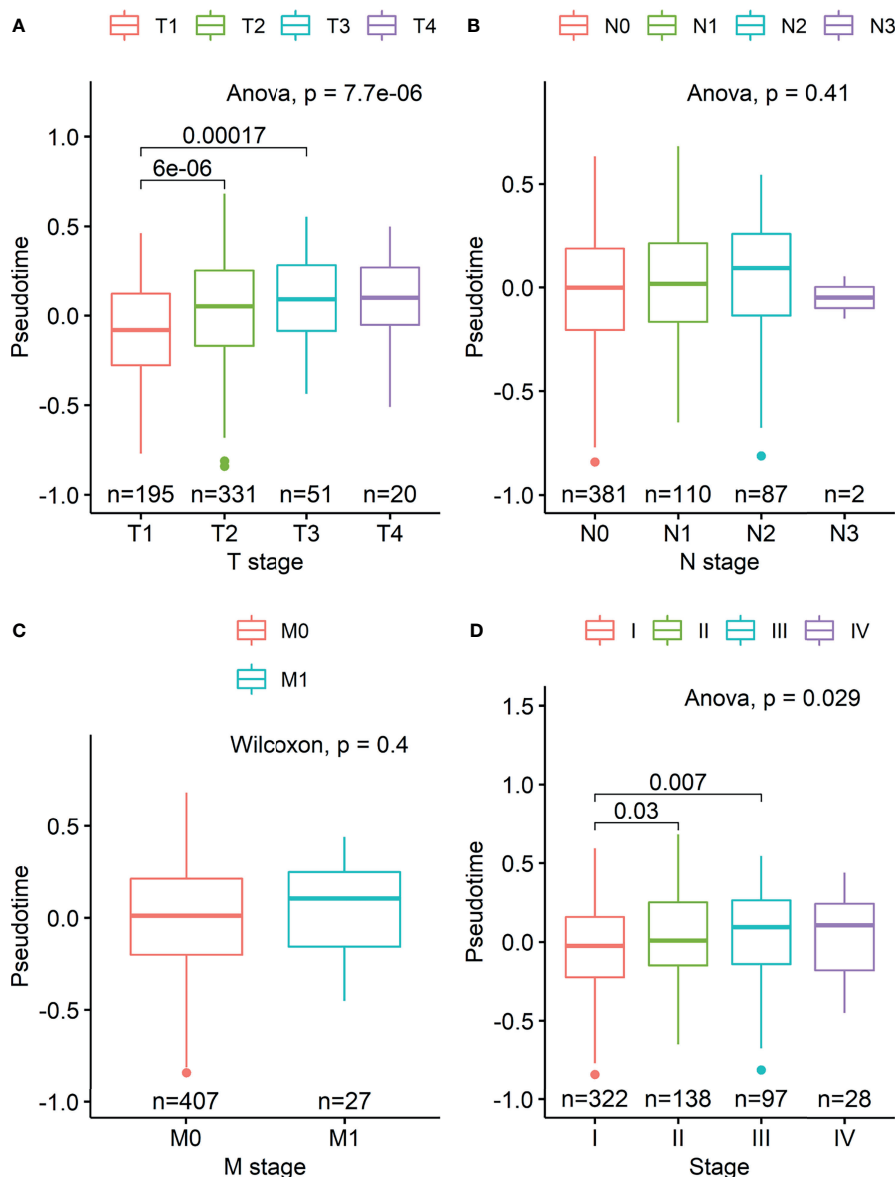 A
T1 T2 T3 T4
Anova, p = 7.7e-06
0.00017
6e-06
1.0
0.5
0.0
-0.5
-1.0
Pseudotime
n=195 n=331 n=51 n=20
T1 T2 T3 T4
T stage
B
N0 N1 N2 N3
Anova, p = 0.41
0.5
0.0
-0.5
-1.0
Pseudotime
n=381 n=110 n=87 n=2
N0 N1 N2 N3
N stage
C
M0
M1
Wilcoxon, p = 0.4
0.5
0.0
-0.5
-1.0
Pseudotime
n=407 n=27
M0 M1
M stage
D
I II III IV
Anova, p = 0.029
1.5
1.0
0.5
0.0
-0.5
-1.0
0.007
0.03
Pseudotime
n=322 n=138 n=97 n=28
I II III IV
Stage